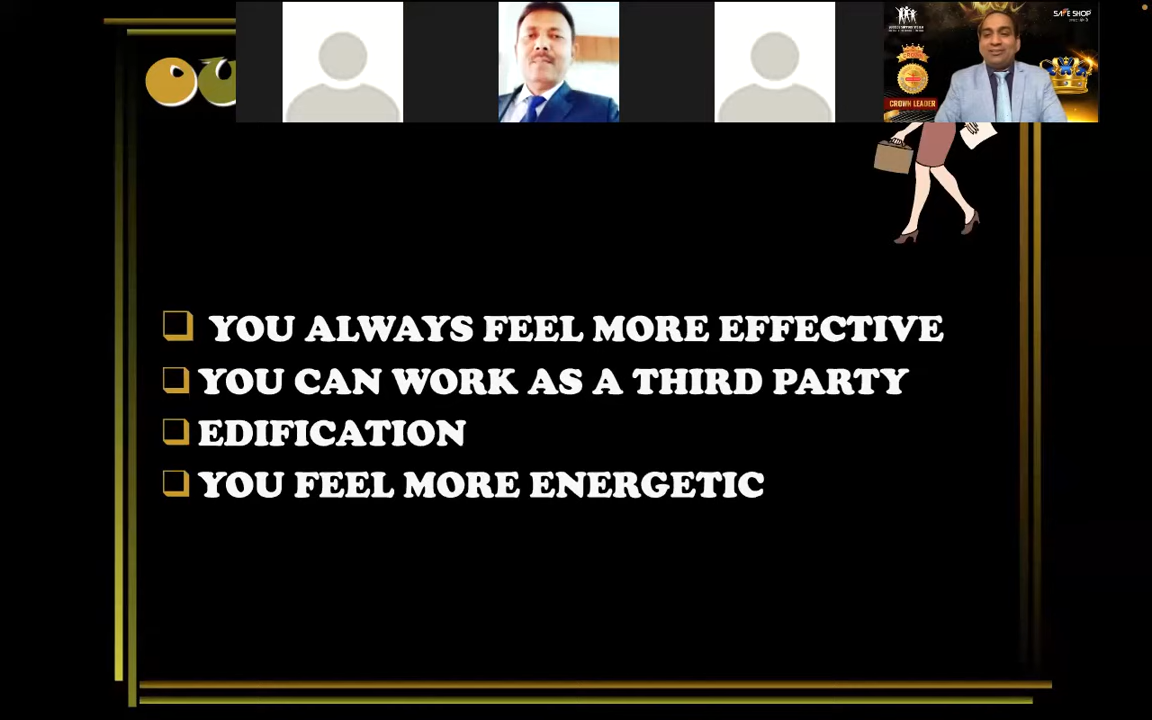 SAFE SHOP
CROWN LEADER
YOU ALWAYS FEEL MORE EFFECTIVE
YOU CAN WORK AS A THIRD PARTY
EDIFICATION
YOU FEEL MORE ENERGETIC